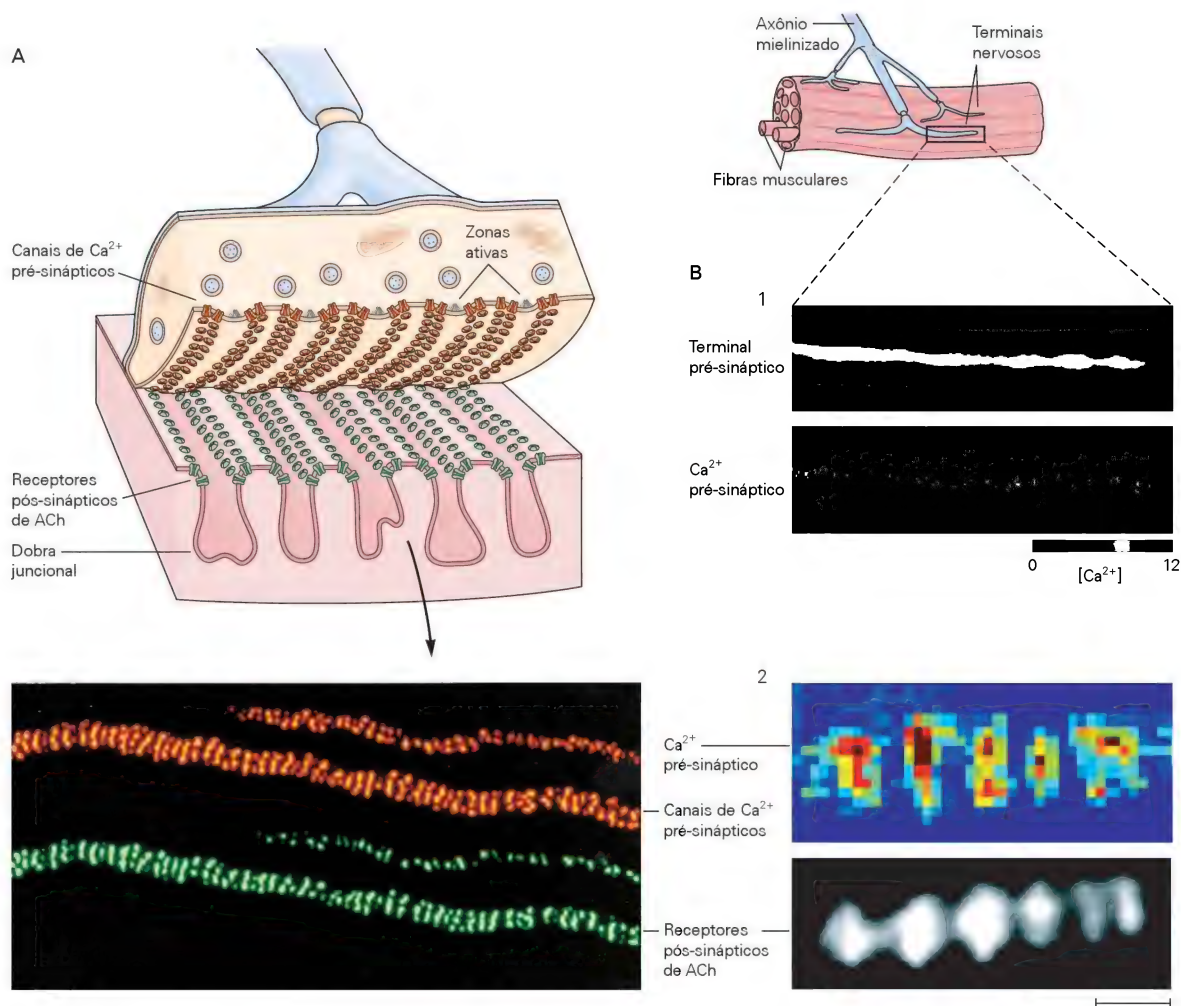 A
Canais de Ca²⁺
pré-sinápticos
Zonas
ativas
Receptores
pós-sinápticos
de ACh
Dobra
juncional
Axônio
mielinizado
Terminais
nervosos
Fibras musculares
B
1
Terminal
pré-sináptico
Ca²⁺
pré-sináptico
0
12
[Ca²⁺]
2
Ca²⁺
pré-sináptico
Canais de Ca²⁺
pré-sinápticos
Receptores
pós-sinápticos
de ACh